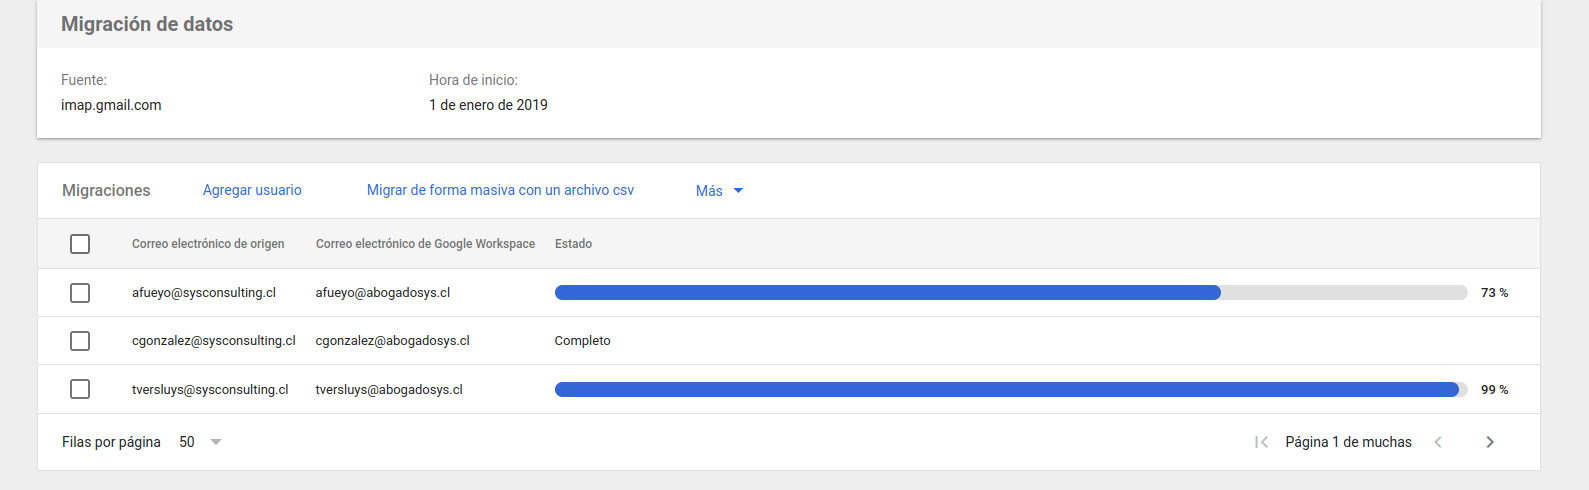 Migración de datos
Fuente: Hora de inicio:
imap.gmail.com 1 de enero de 2019
Migraciones Agregar usuario Migrar de forma masiva con un archivo csv Más
Correo electrónico de origen Correo electrónico de Google Workspace Estado
afueyo@sysconsulting.cl afueyo@abogadosys.cl 73 %
cgonzalez@sysconsulting.cl cgonzalez@abogadosys.cl Completo
tversluys@sysconsulting.cl tversluys@abogadosys.cl 99 %
Filas por página 50 Página 1 de muchas